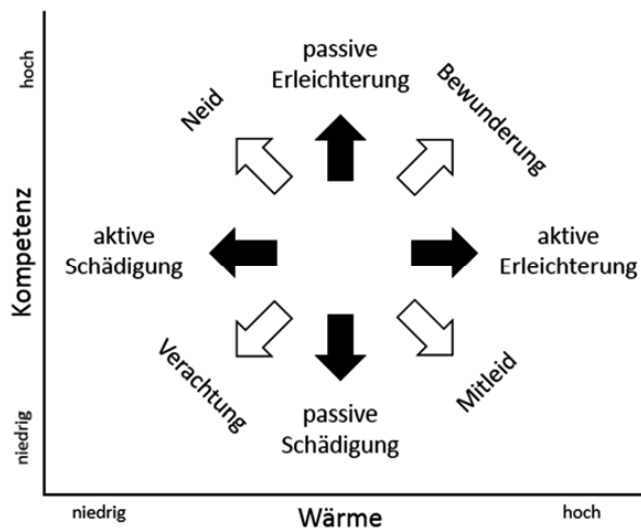 hoch
passive
Erleichterung
Neid
Bewunderung
Kompetenz
aktive
Schädigung
aktive
Erleichterung
Verachtung
Mitleid
passive
Schädigung
niedrig
niedrig
Wärme
hoch